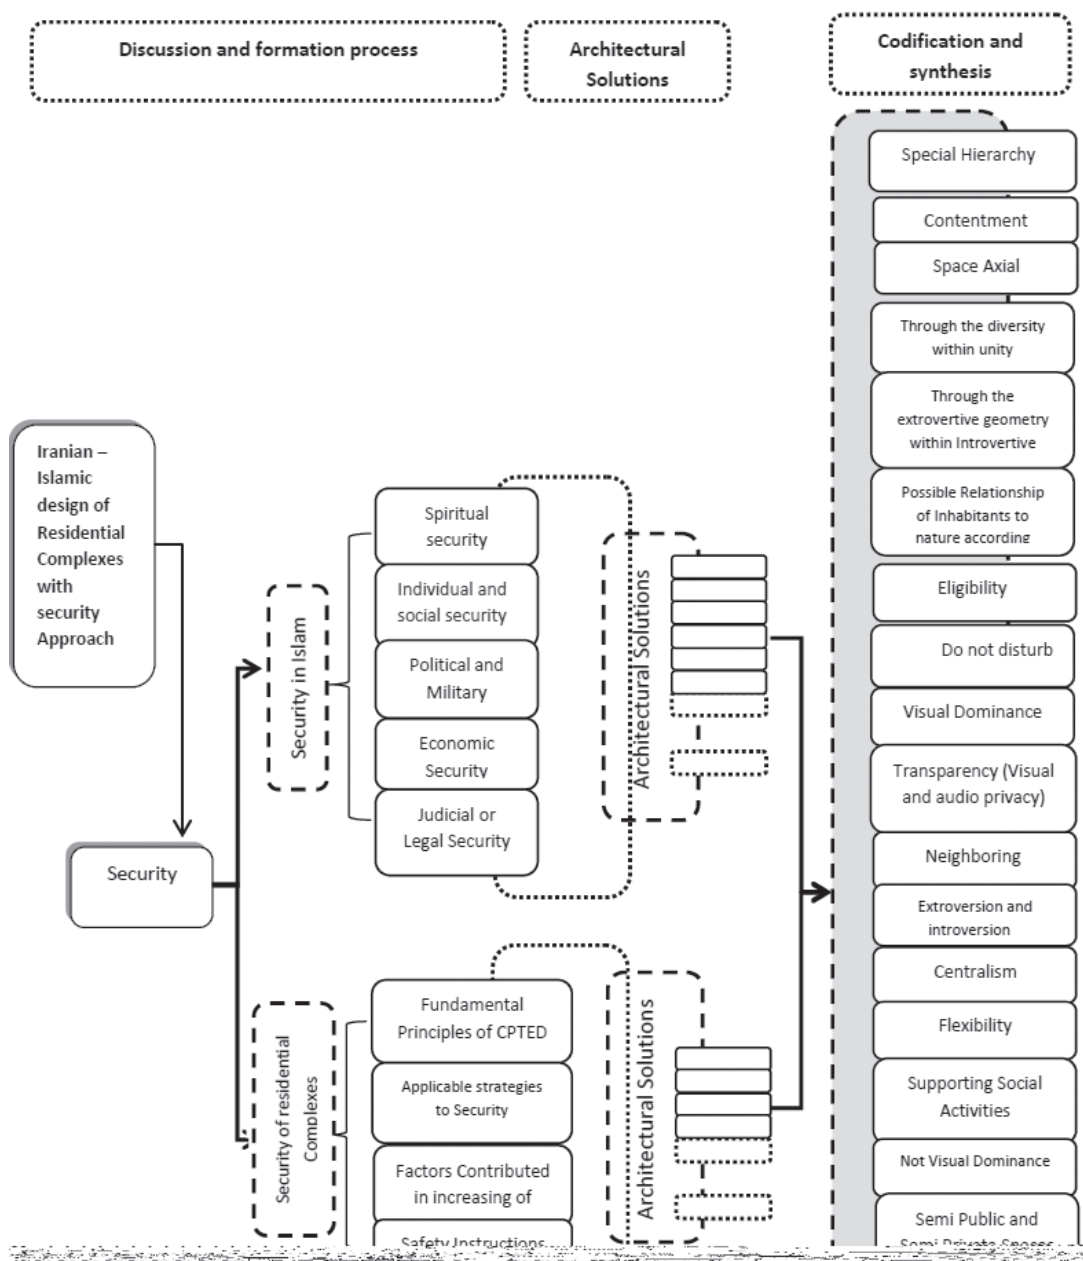 Discussion and formation process
Architectural
Solutions
Codification and
synthesis
Iranian –
Islamic
design of
Residential
Complexes
with
security
Approach
Security
Security in Islam
Spiritual
security
Individual and
social security
Political and
Military
Economic
Security
Judicial or
Legal Security
Architectural Solutions
Security of residential
Complexes
Fundamental
Principles of CPTED
Applicable strategies
to Security
Factors Contributed
in increasing of
Safety Instructions
Architectural Solutions
Special Hierarchy
Contentment
Space Axial
Through the diversity
within unity
Through the
extrovertive geometry
within Introvertive
Possible Relationship
of Inhabitants to
nature according
Eligibility
Do not disturb
Visual Dominance
Transparency (Visual
and audio privacy)
Neighboring
Extroversion and
introversion
Centralism
Flexibility
Supporting Social
Activities
Not Visual Dominance
Semi Public and
Semi Private Spaces